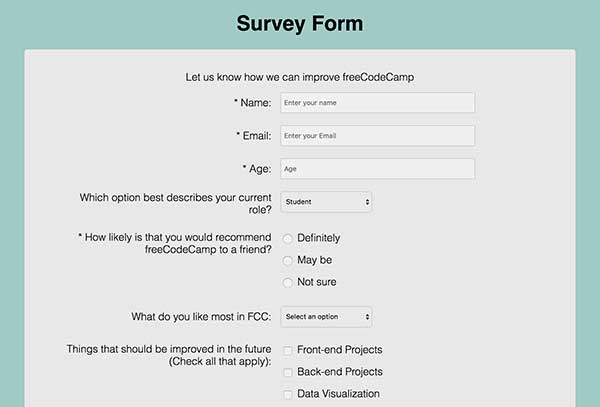 Survey Form
Let us know how we can improve freeCodeCamp
* Name:
Enter your name
* Email:
Enter your Email
* Age:
Age
Which option best describes your current
role?
Student
* How likely is that you would recommend
freeCodeCamp to a friend?
Definitely
May be
Not sure
What do you like most in FCC:
Select an option
Things that should be improved in the future
(Check all that apply):
Front-end Projects
Back-end Projects
Data Visualization